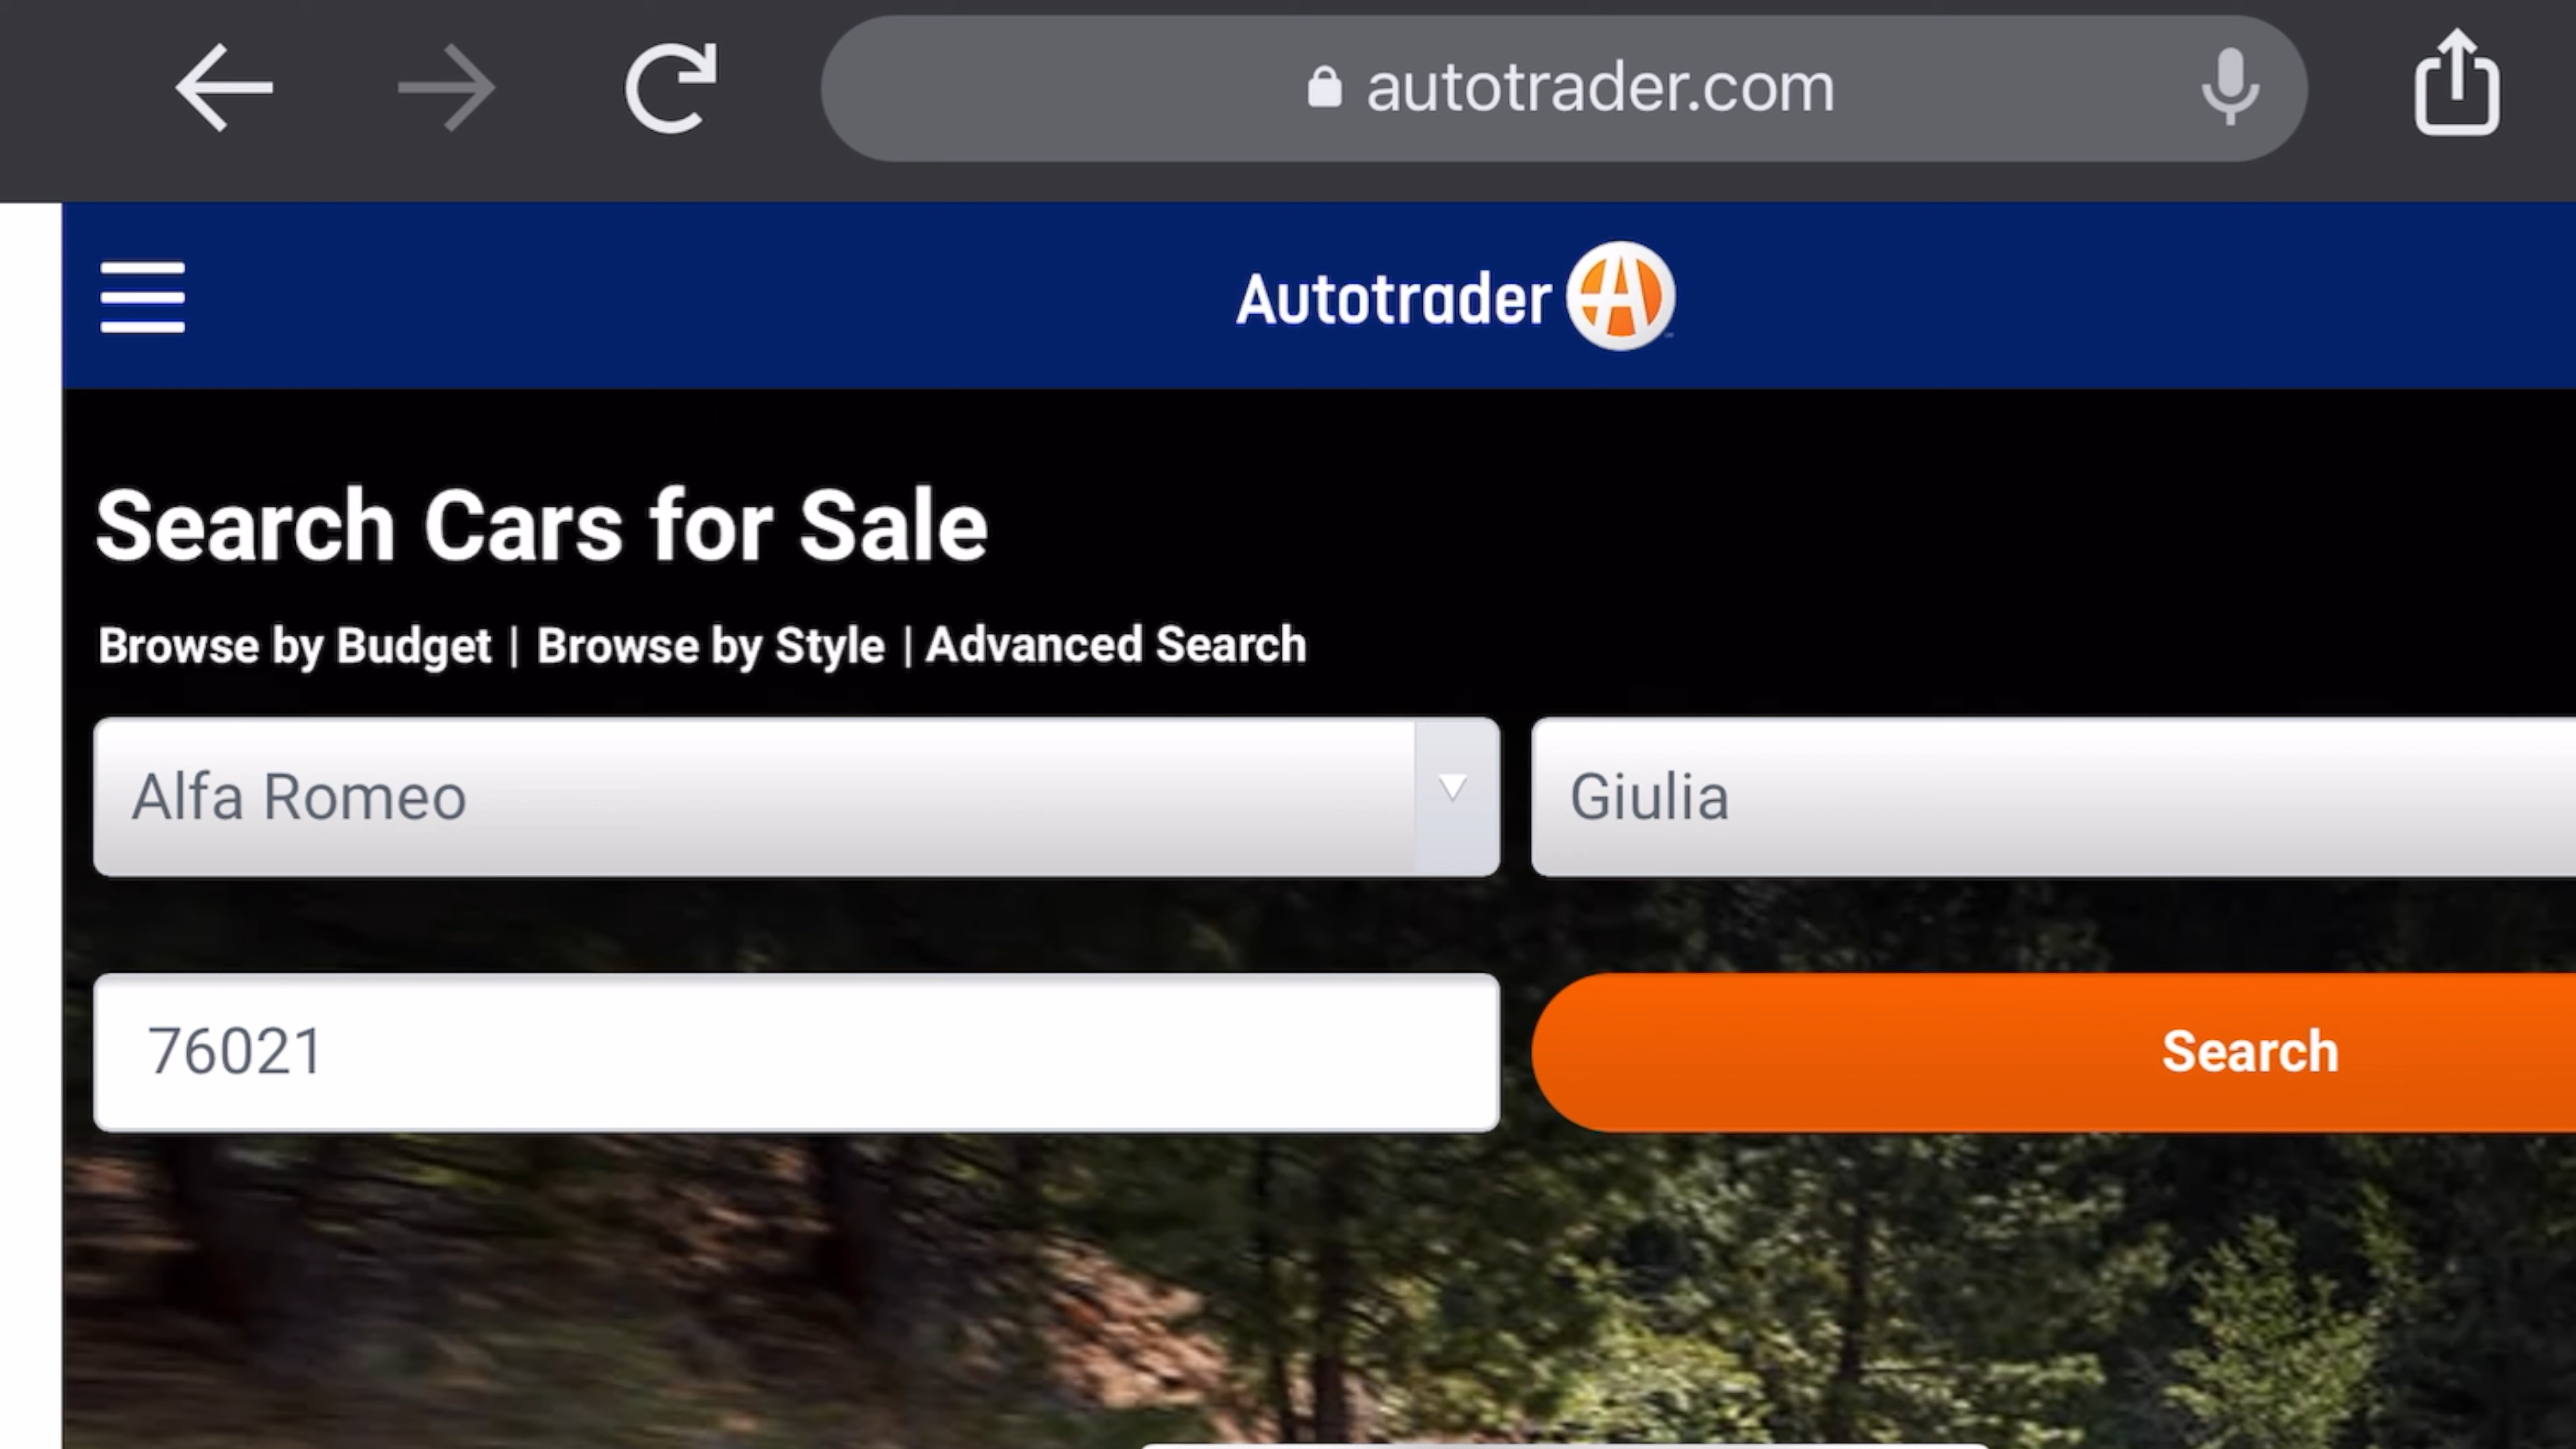 autotrader.com
Autotrader
Search Cars for Sale
Browse by Budget | Browse by Style | Advanced Search
Alfa Romeo
Giulia
76021
Search